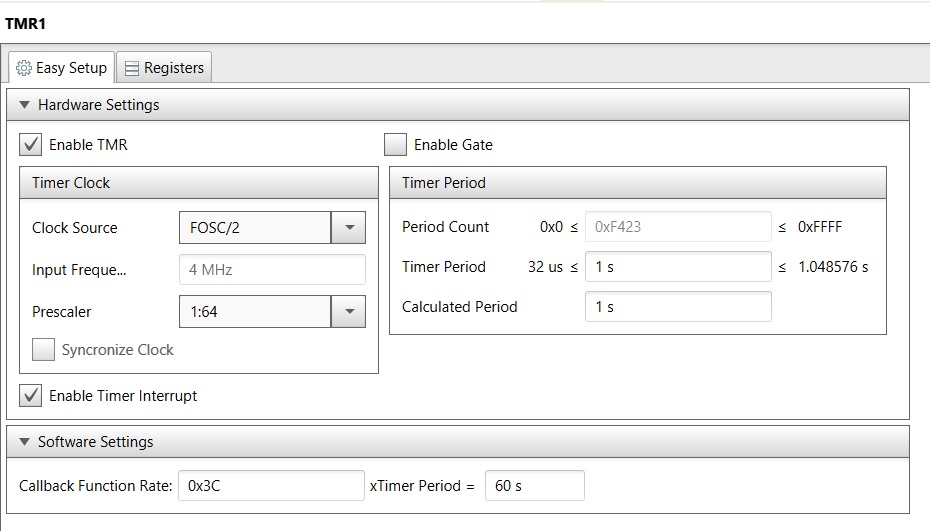 TMR1
Easy Setup Registers
Hardware Settings
Enable TMR
Enable Gate
Timer Clock
Clock Source FOSC/2
Input Freque... 4 MHz
Prescaler 1:64
Syncronize Clock
Timer Period
Period Count 0x0 ≤ 0xF423 ≤ 0xFFFF
Timer Period 32 us ≤ 1 s ≤ 1.048576 s
Calculated Period 1 s
Enable Timer Interrupt
Software Settings
Callback Function Rate: 0x3C xTimer Period = 60 s